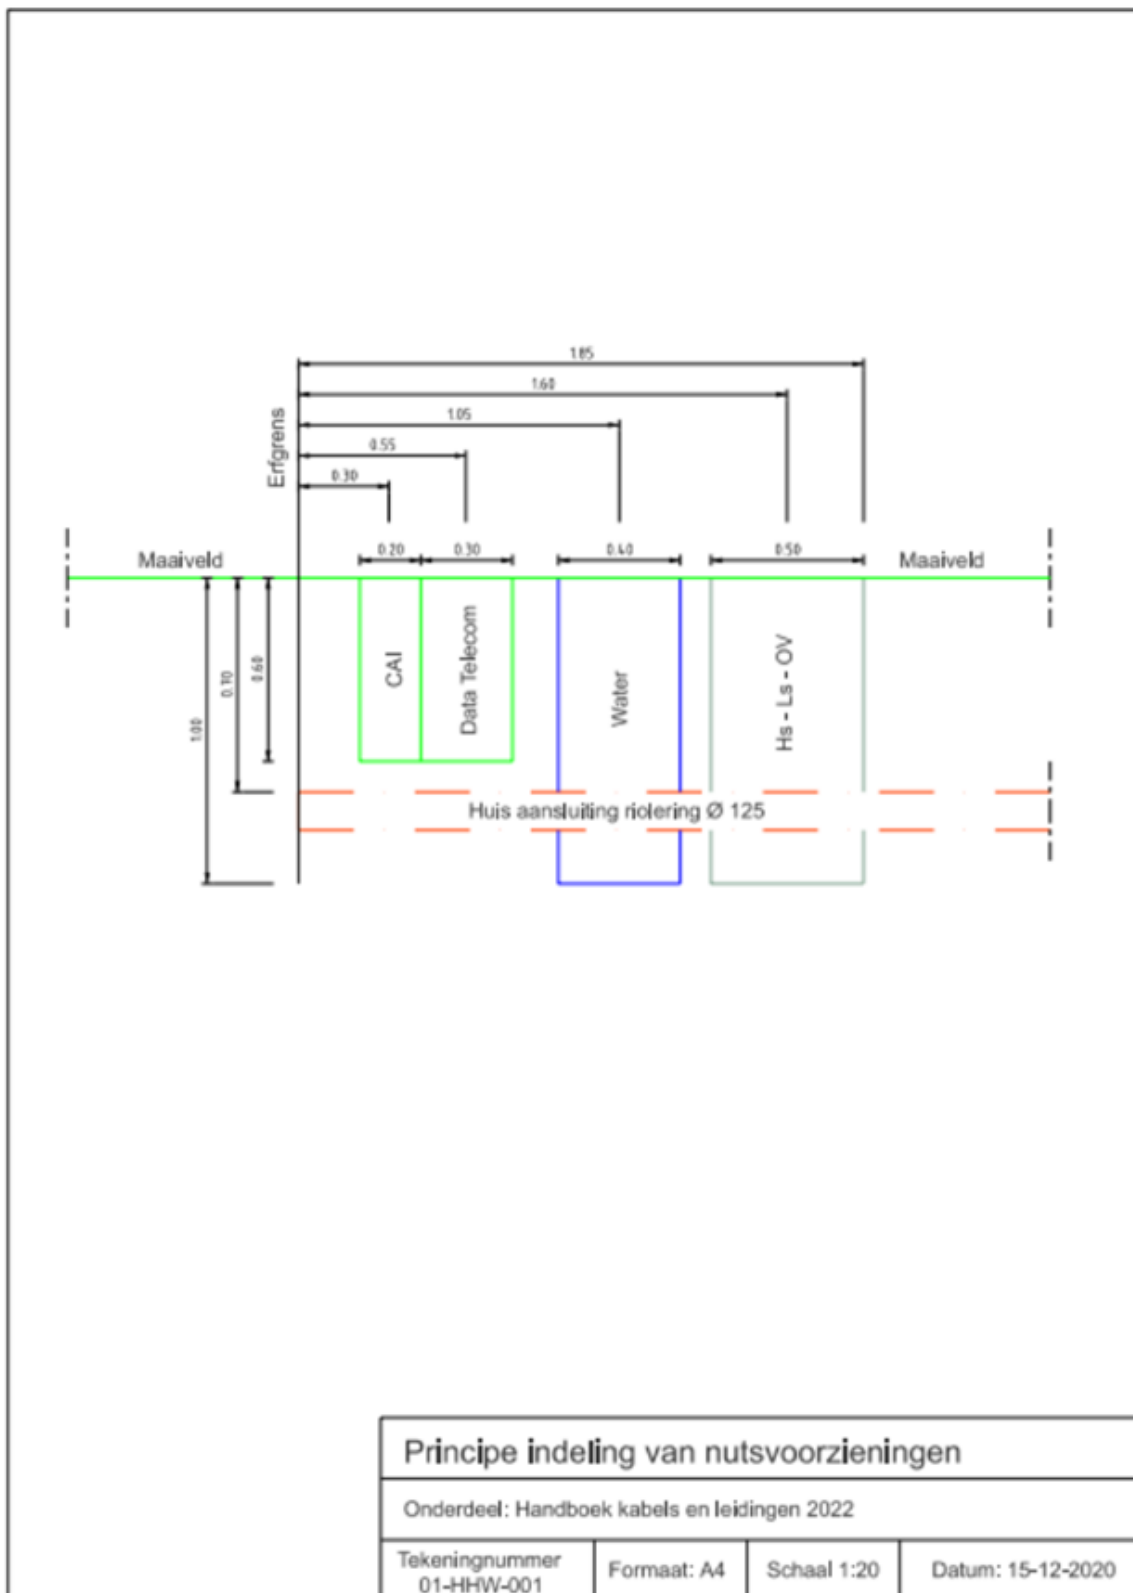 1.85
1.60
1.05
0.55
0.30
Erfgrens
0.20
0.30
0.40
0.50
Maaiveld
Maaiveld
1.00
0.70
0.60
CAI
Data Telecom
Water
Hs - Ls - OV
Huis aansluiting riolering Ø 125
Principe indeling van nutsvoorzieningen
Onderdeel: Handboek kabels en leidingen 2022
Tekeningnummer
01-HHW-001
Formaat: A4
Schaal 1:20
Datum: 15-12-2020